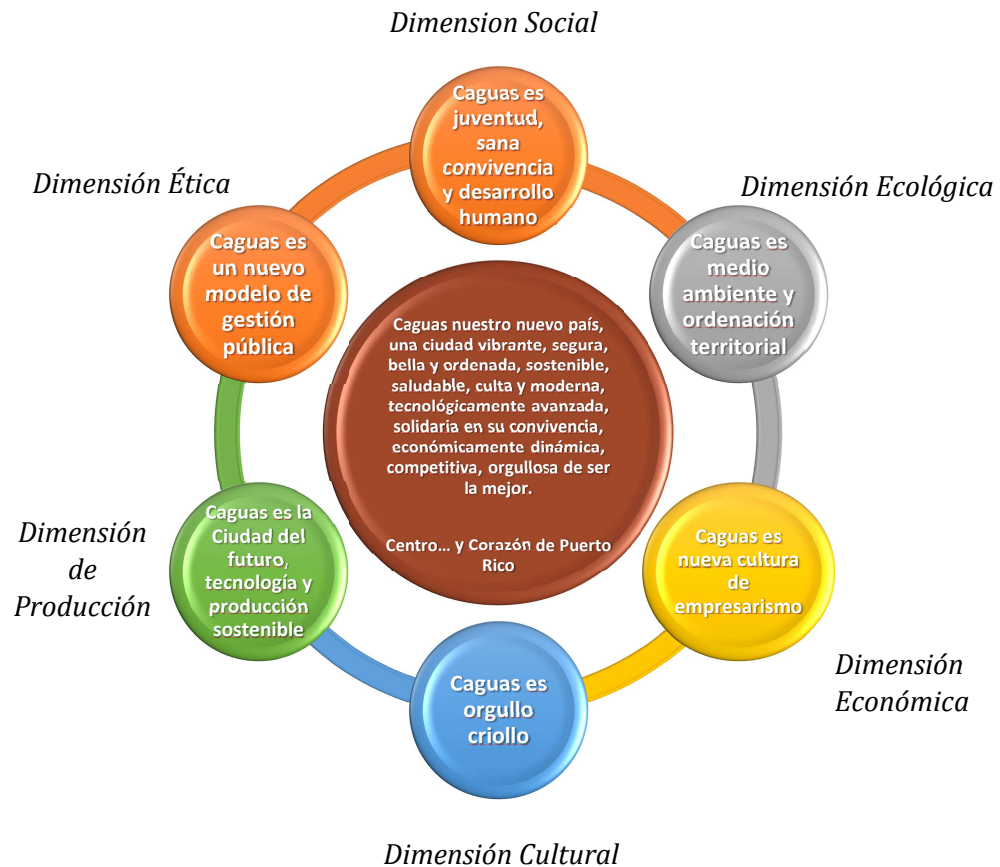 Dimension Social
Caguas es
juventud,
sana
convivencia
y desarrollo
humano
Dimensión Ética
Caguas es
un nuevo
modelo de
gestión
pública
Dimensión Ecológica
Caguas es
medio
ambiente y
ordenación
territorial
Caguas nuestro nuevo país,
una ciudad vibrante, segura,
bella y ordenada, sostenible,
saludable, culta y moderna,
tecnológicamente avanzada,
solidaria en su convivencia,
económicamente dinámica,
competitiva, orgullosa de ser
la mejor.
Centro... y Corazón de Puerto
Rico
Dimensión
de
Producción
Caguas es la
Ciudad del
futuro,
tecnología y
producción
sostenible
Caguas es
nueva cultura
de
empresarismo
Dimensión
Económica
Caguas es
orgullo
criollo
Dimensión Cultural